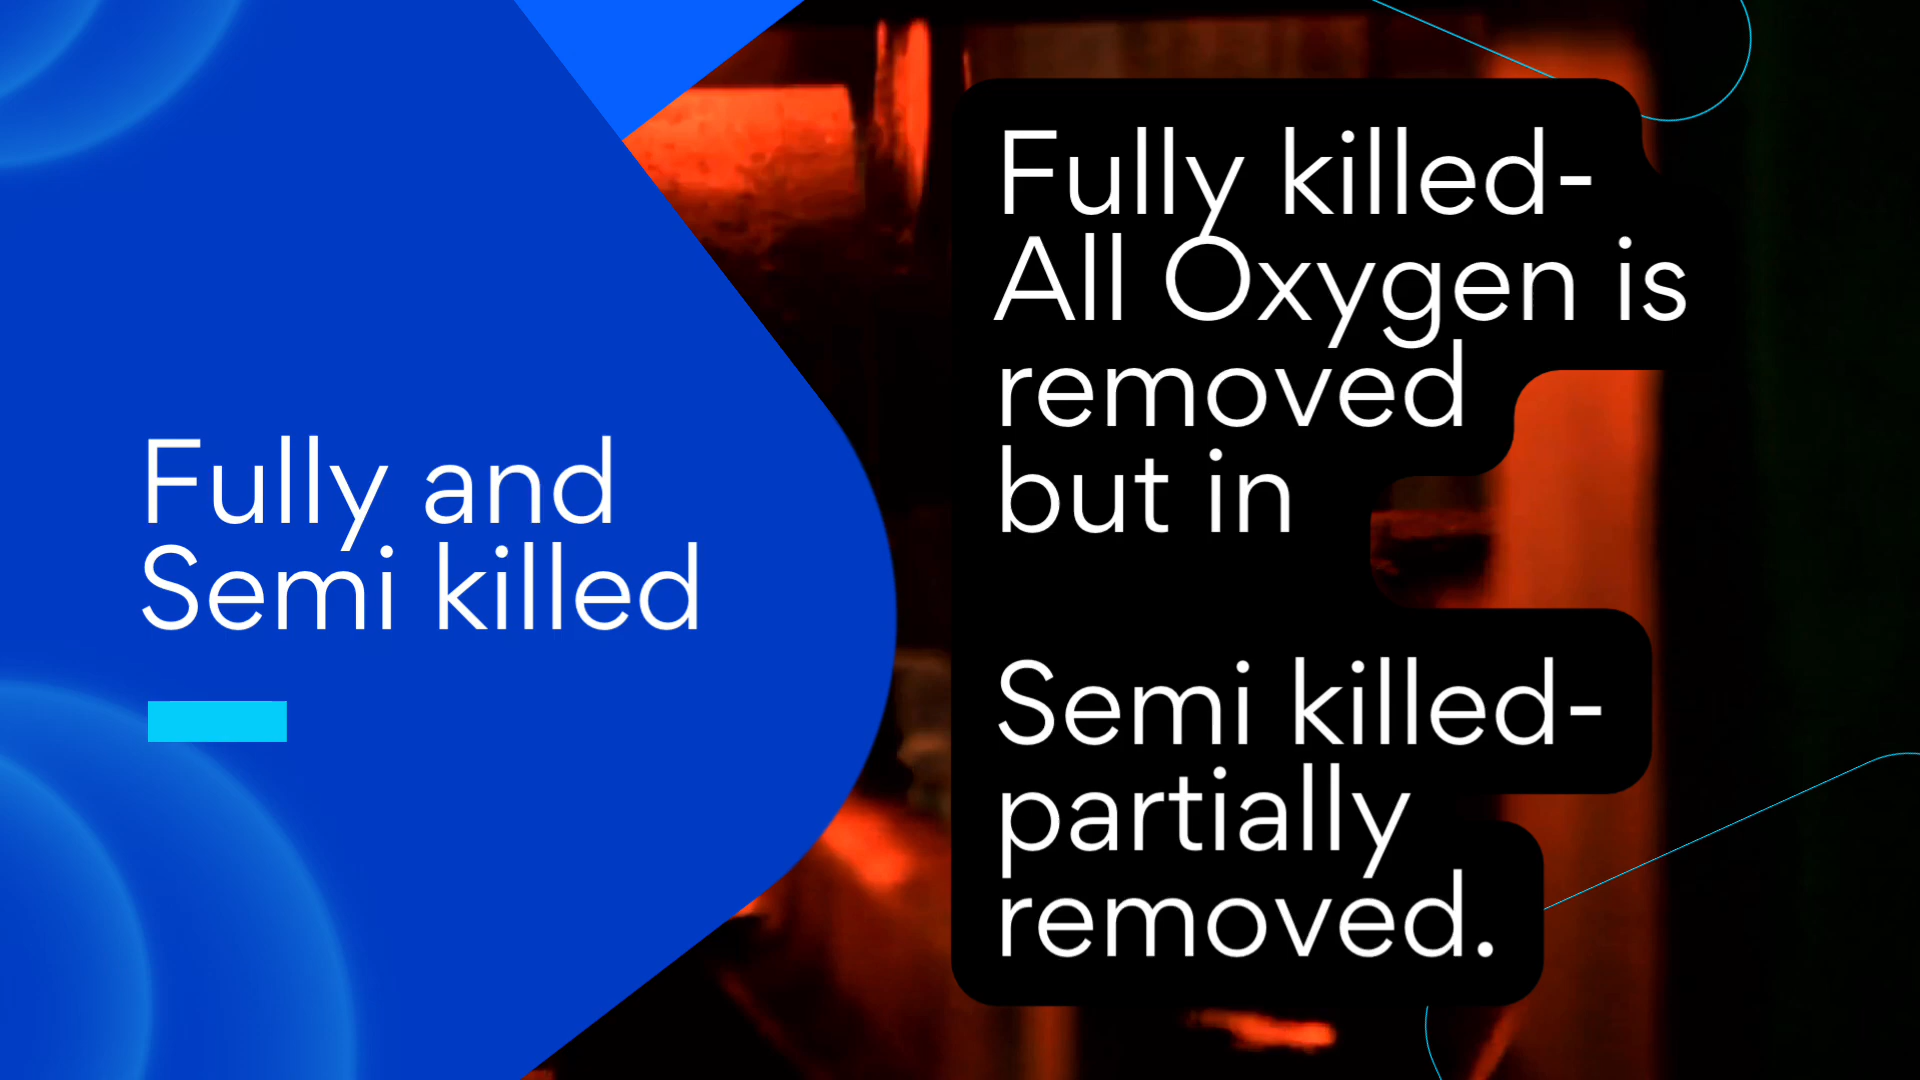 Fully and
Semi killed
Fully killed-
All Oxygen is
removed
but in
Semi killed-
partially
removed.